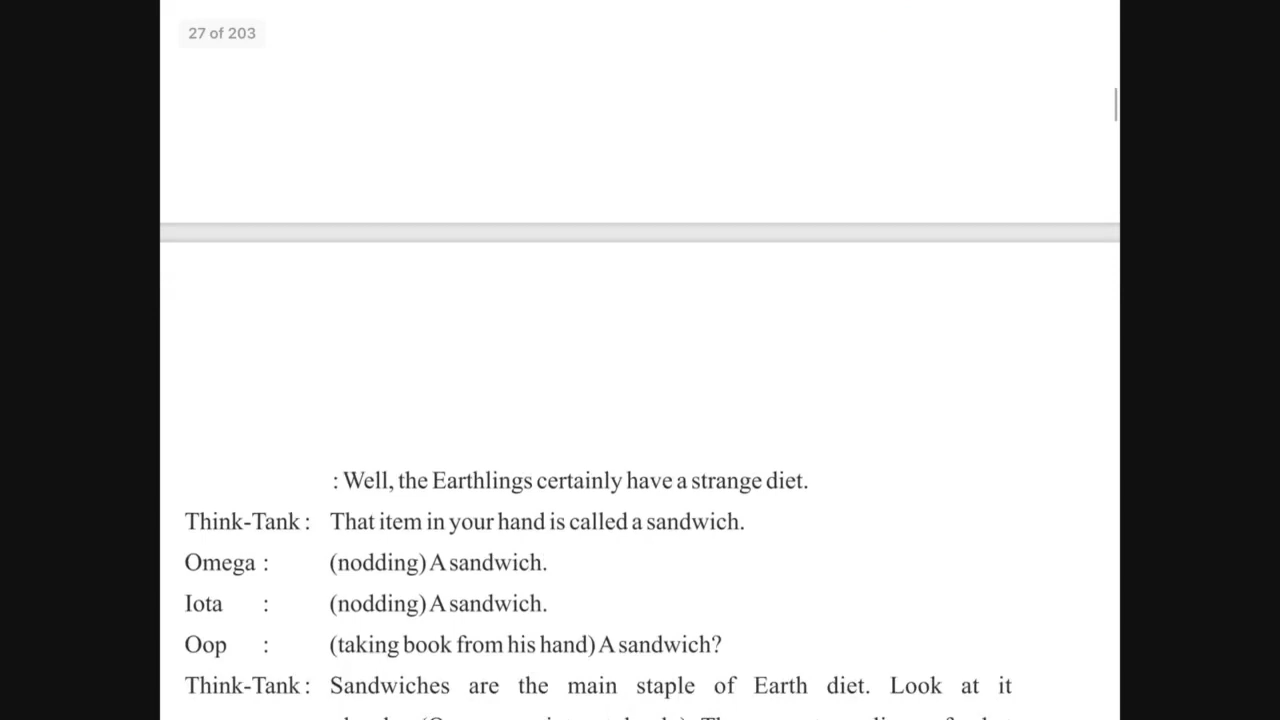 27 of 203
: Well, the Earthlings certainly have a strange diet.
Think-Tank : That item in your hand is called a sandwich.
Omega : (nodding) A sandwich.
Iota : (nodding) A sandwich.
Oop : (taking book from his hand) A sandwich?
Think-Tank : Sandwiches are the main staple of Earth diet. Look at it